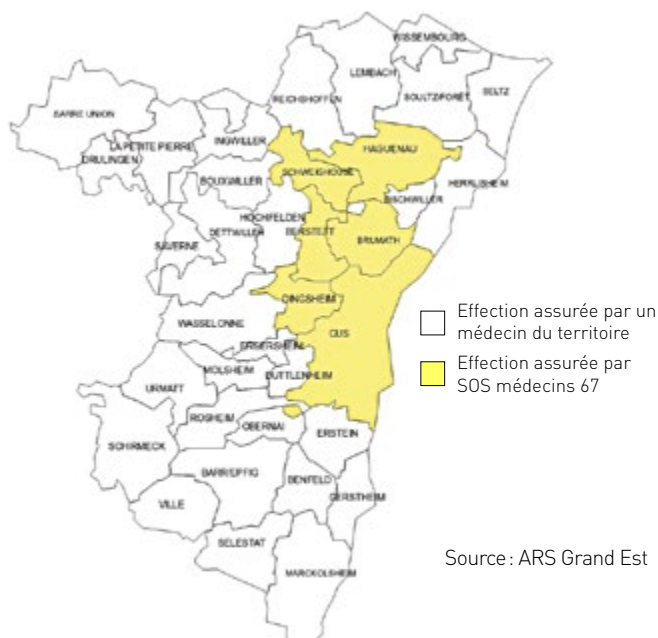 WISSEMBOURG
LEMBACH
SOULTZ/FORÊT
SELTZ
REICHSHOFFEN
SARRE UNION
LA PETITE PIERRE
DRULINGEN
INGWILLER
HAGUENAU
SCHWEIGHOUSE
BOUXWILLER
BISCHWILLER
HERRLISHEIM
HOCHFELDEN
BERSTETT
BRUMATH
DETTWILLER
SAVERNE
DINGSHEIM
WASSELONNE
CUS
ERGERSHEIM
MOLSHEIM
DUTTLENHEIM
URMATT
ROSHEIM
OBERNAI
ERSTEIN
SCHIRMECK
BARR/EPFIG
BENFELD
GERSTHEIM
VILLE
SELESTAT
MARCKOLSHEIM
Effection assurée par un
médecin du territoire
Effection assurée par
SOS médecins 67
Source : ARS Grand Est